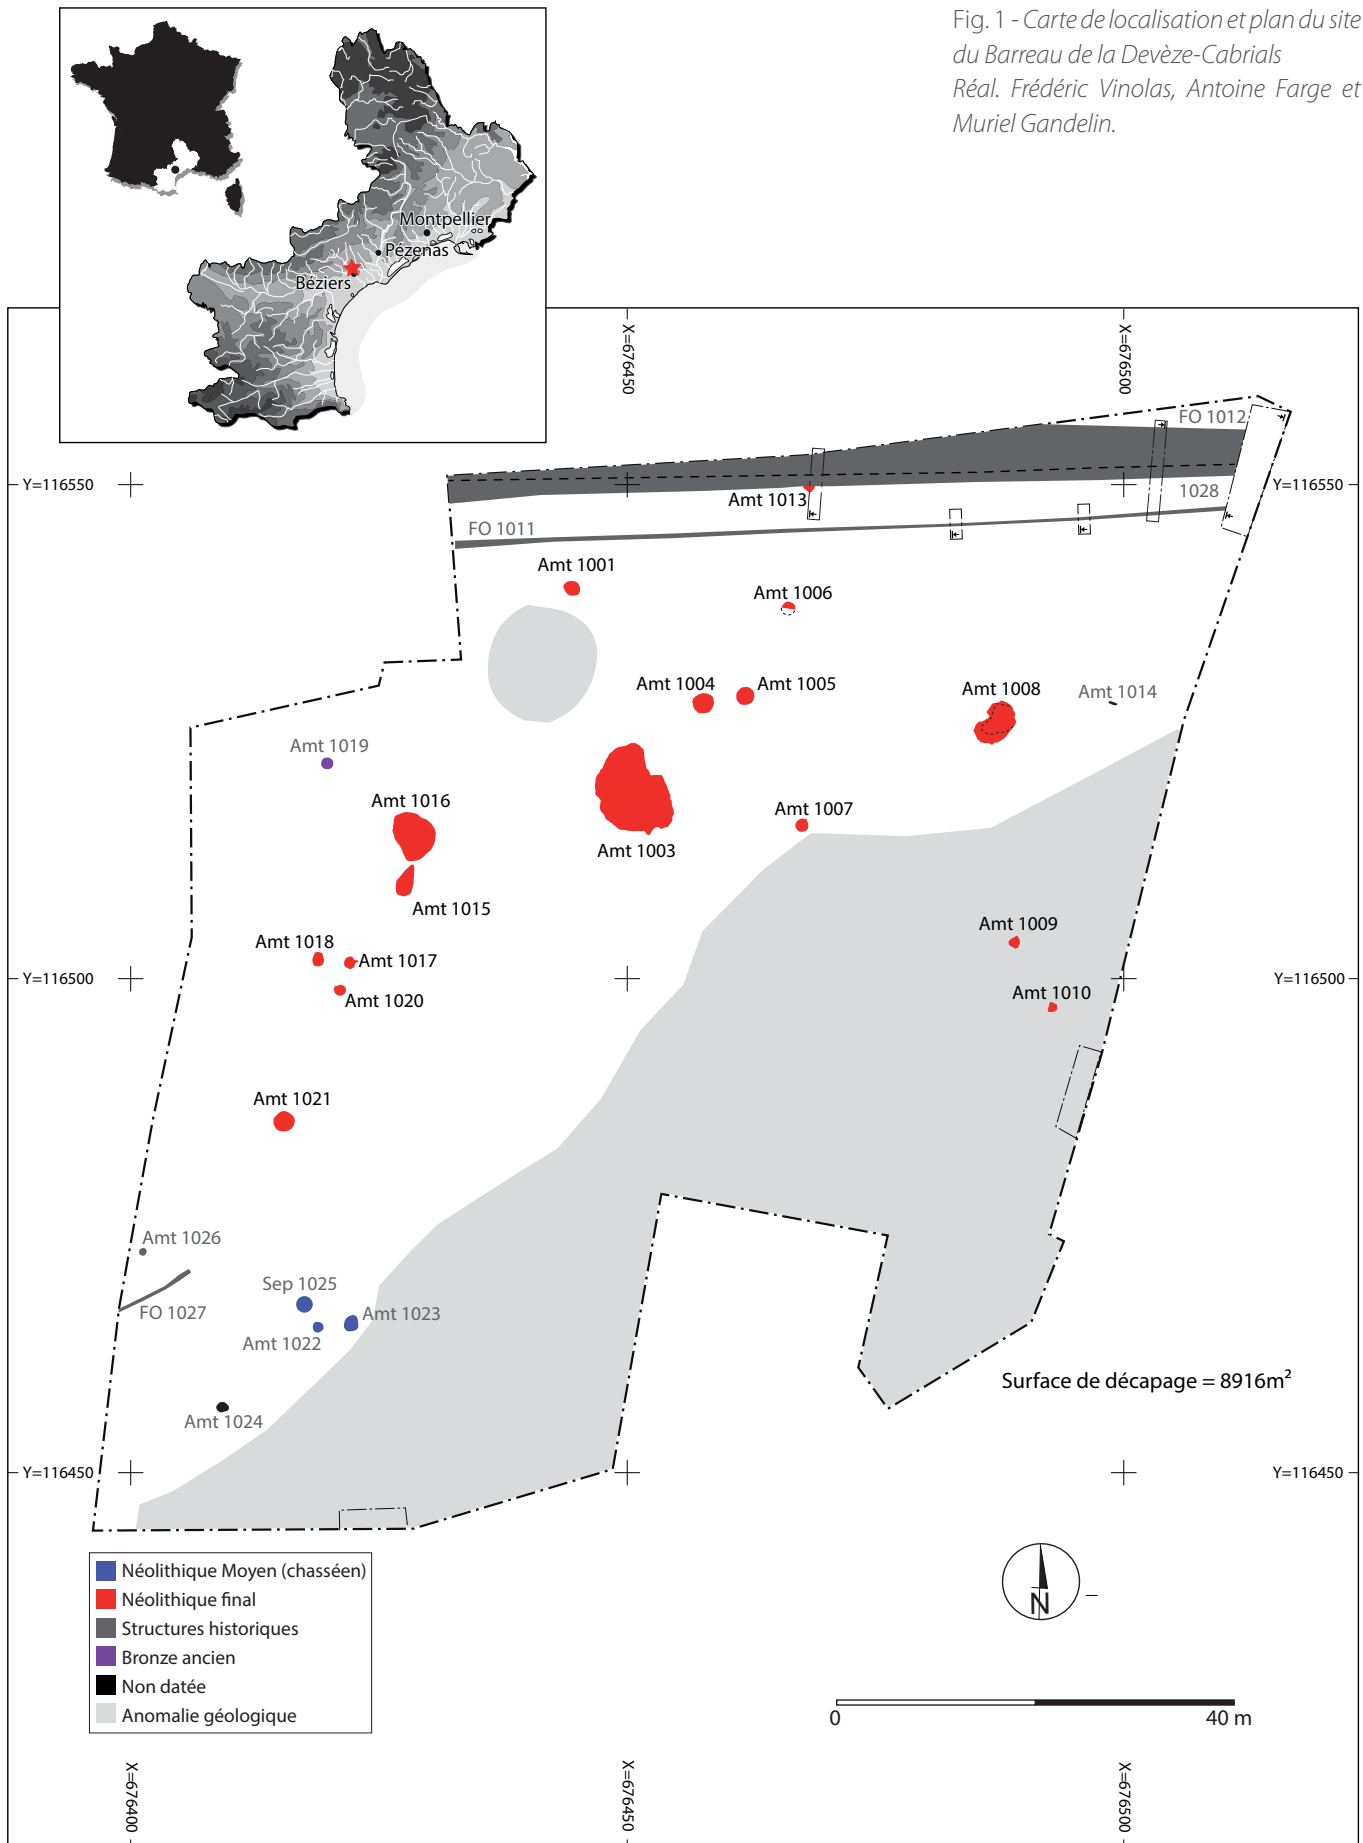 Fig. 1 - Carte de localisation et plan du site
du Barreau de la Devèze-Cabrials
Réal. Frédéric Vinolas, Antoine Farge et
Muriel Gandelin.
Montpellier
Pézenas
Béziers
X=676450
X=676500
FO 1012
Y=116550
Y=116550
Amt 1013
1028
FO 1011
Amt 1001
Amt 1006
Amt 1004
Amt 1005
Amt 1008
Amt 1014
Amt 1019
Amt 1016
Amt 1007
Amt 1003
Amt 1015
Amt 1009
Amt 1018
Amt 1017
Y=116500
Y=116500
Amt 1020
Amt 1010
Amt 1021
Amt 1026
Sep 1025
FO 1027
Amt 1023
Amt 1022
Surface de décapage = 8916m²
Amt 1024
Y=116450
Y=116450
Néolithique Moyen (chasséen)
Néolithique final
Structures historiques
Bronze ancien
Non datée
Anomalie géologique
N
0
40 m
X=676400
X=676450
X=676500